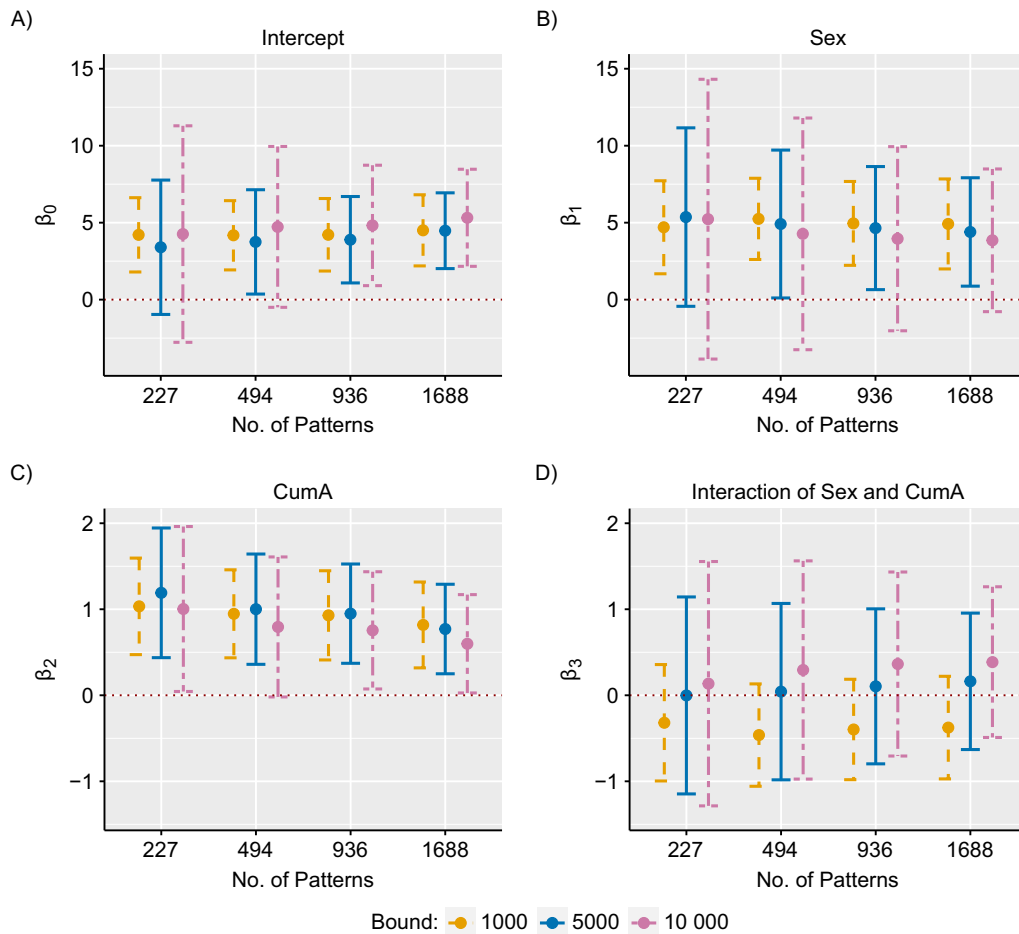 A)
Intercept
15
10
5
0
β0
227 494 936 1688
No. of Patterns
B)
Sex
15
10
5
0
β1
227 494 936 1688
No. of Patterns
C)
CumA
2
1
0
−1
β2
227 494 936 1688
No. of Patterns
D)
Interaction of Sex and CumA
2
1
0
−1
β3
227 494 936 1688
No. of Patterns
Bound: 1000 5000 10 000